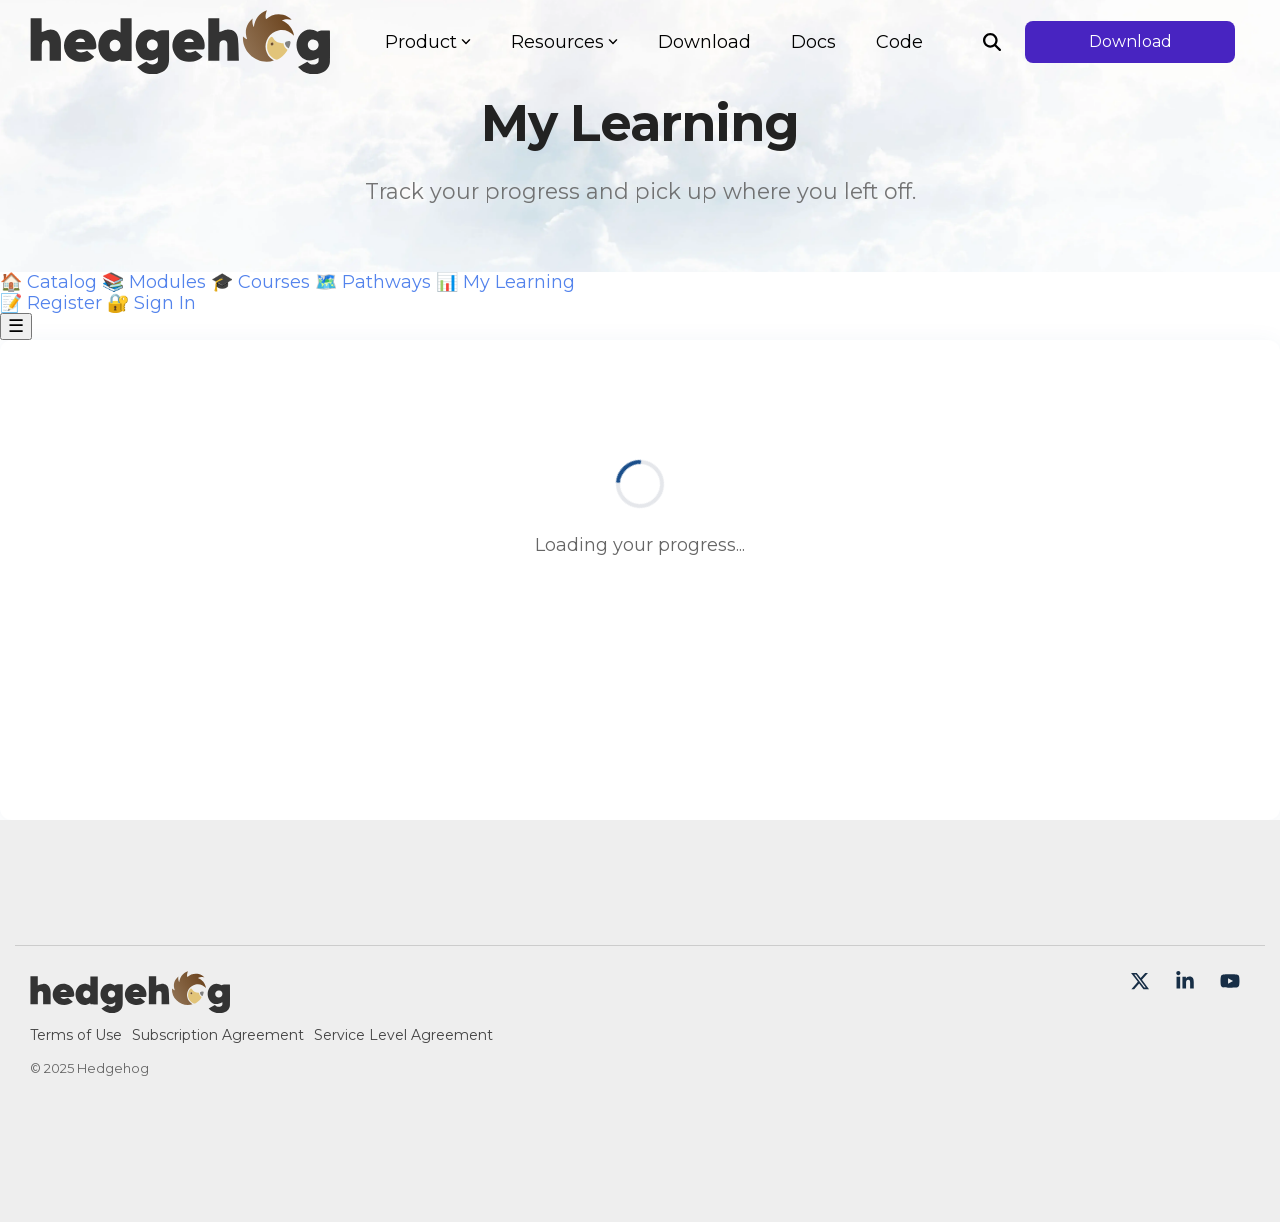 hedgehog Product Resources Download Docs Code Download
My Learning
Track your progress and pick up where you left off.
🏠 Catalog 📚 Modules 🎓 Courses 🗺️ Pathways 📊 My Learning
📝 Register 🔐 Sign In
☰
Loading your progress...
hedgehog
Terms of Use Subscription Agreement Service Level Agreement
© 2025 Hedgehog